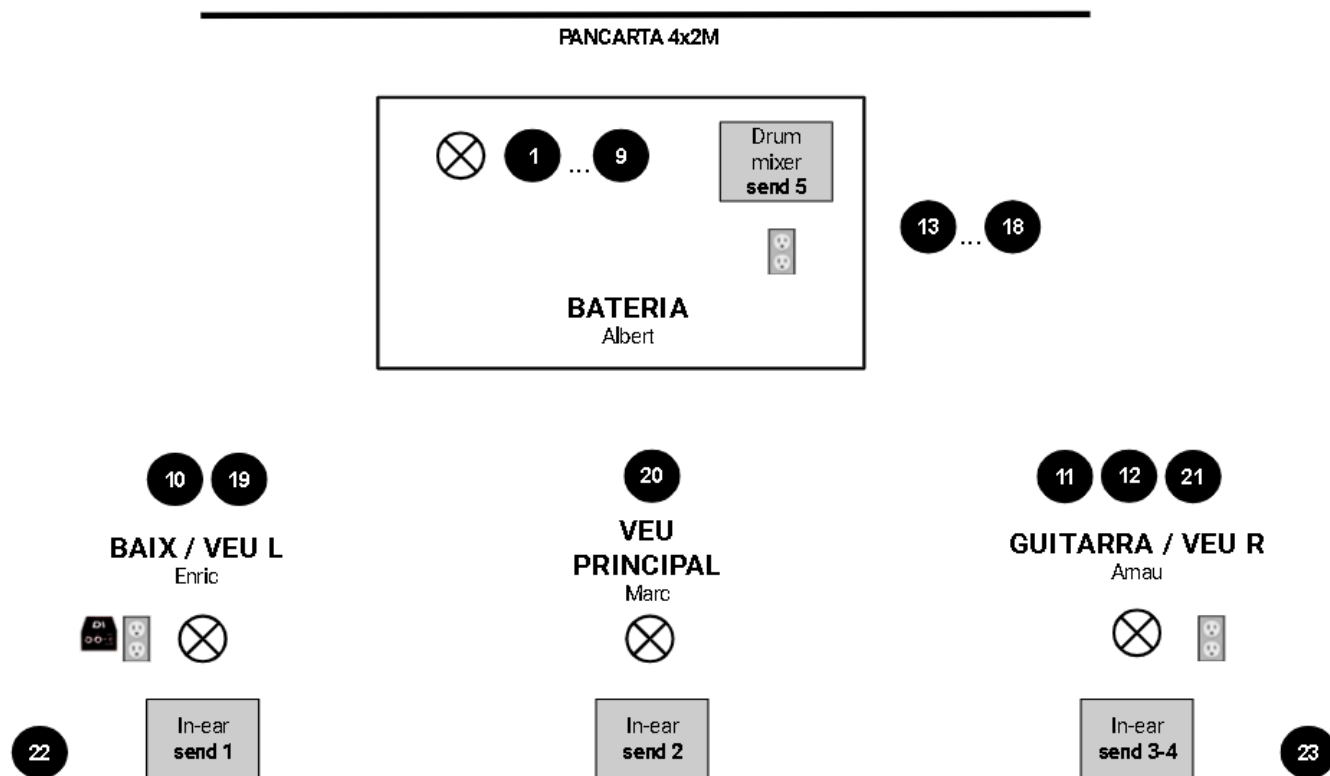 PANCARTA 4x2M
1 ... 9
Drum
mixer
send 5
13 ... 18
BATERIA
Albert
10 19
20
11 12 21
BAIX / VEU L
Enric
VEU
PRINCIPAL
Marc
GUITARRA / VEU R
Arnau
DI
22
In-ear
send 1
In-ear
send 2
In-ear
send 3-4
23